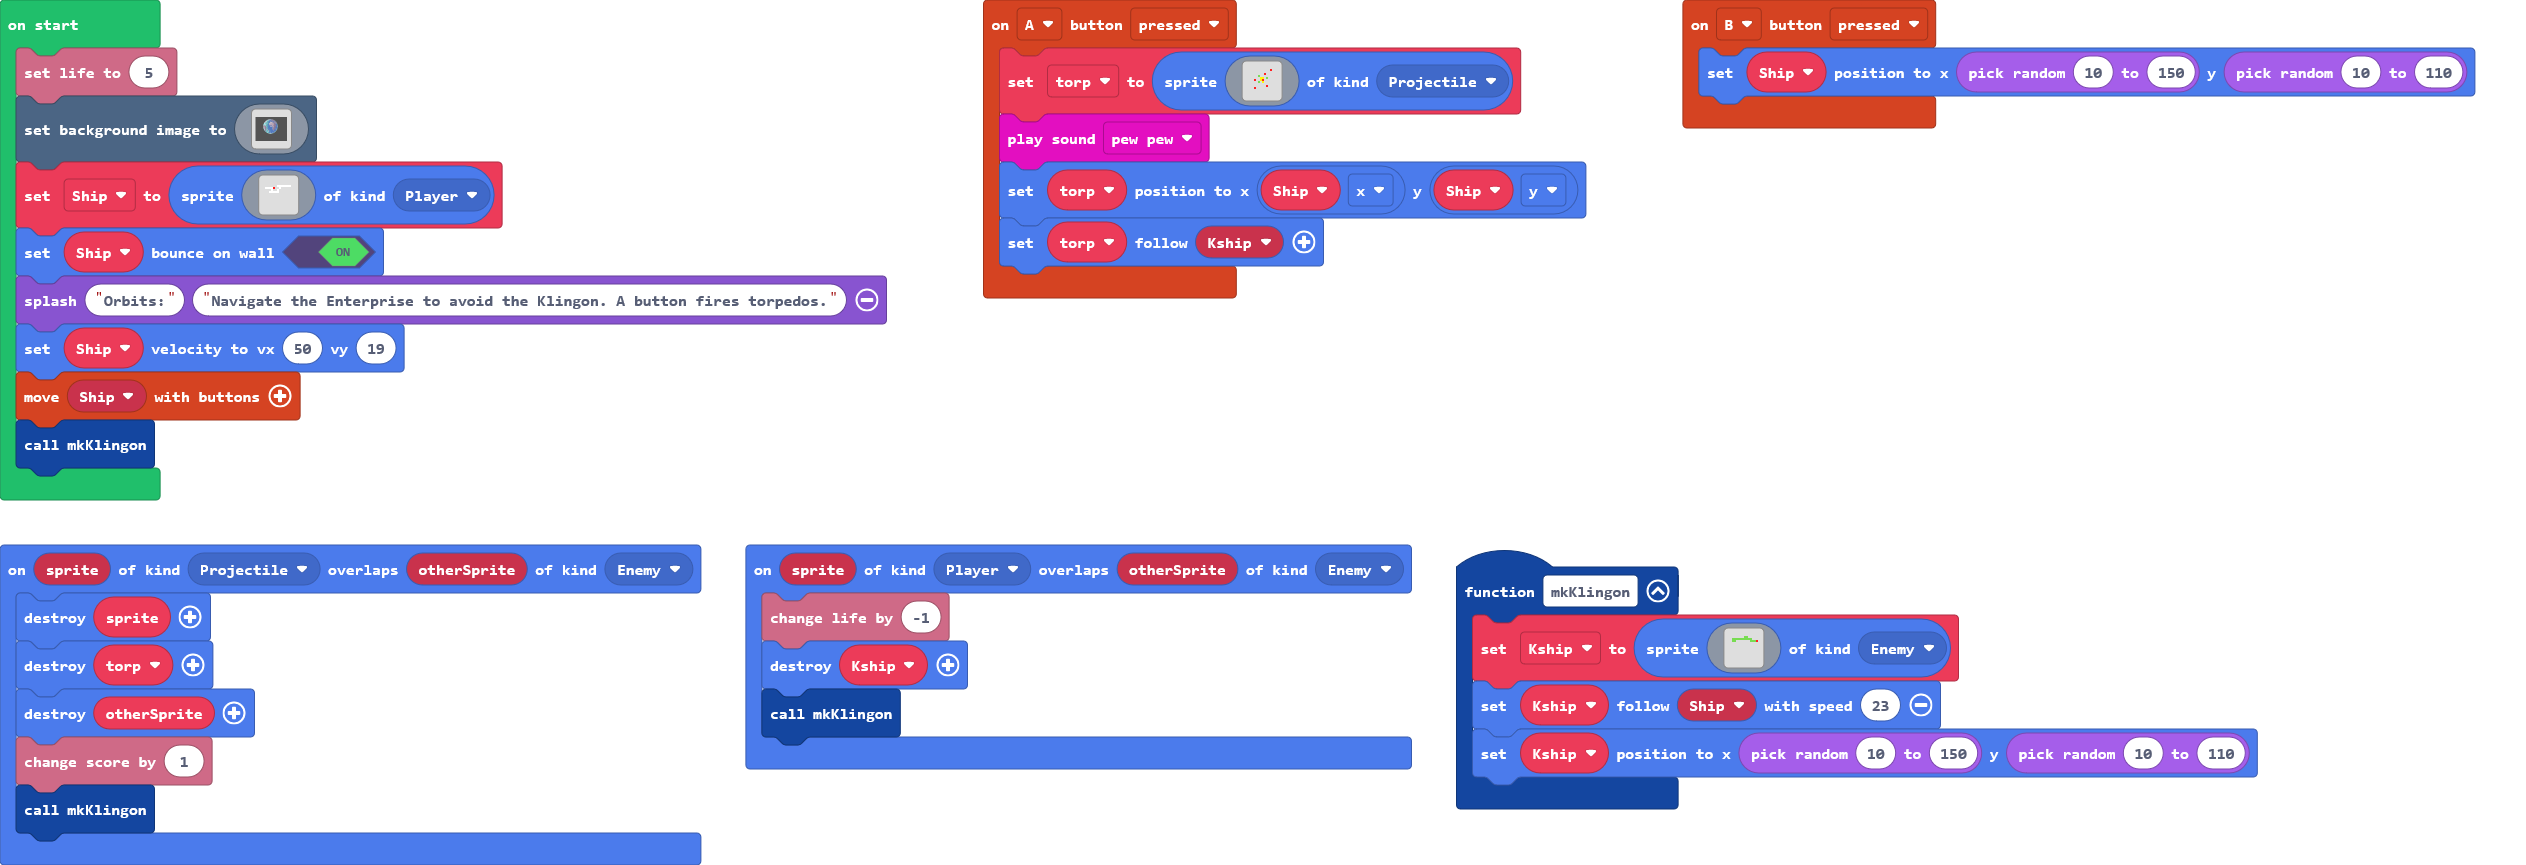 on start
set life to 5
set background image to
set Ship to sprite of kind Player
set Ship bounce on wall ON
splash "Orbits:" "Navigate the Enterprise to avoid the Klingon. A button fires torpedos."
set Ship velocity to vx 50 vy 19
move Ship with buttons
call mkKlingon
on A button pressed
set torp to sprite of kind Projectile
play sound pew pew
set torp position to x Ship x y Ship y
set torp follow Kship
on B button pressed
set Ship position to x pick random 10 to 150 y pick random 10 to 110
on sprite of kind Projectile overlaps otherSprite of kind Enemy
destroy sprite
destroy torp
destroy otherSprite
change score by 1
call mkKlingon
on sprite of kind Player overlaps otherSprite of kind Enemy
change life by -1
destroy Kship
call mkKlingon
function mkKlingon
set Kship to sprite of kind Enemy
set Kship follow Ship with speed 23
set Kship position to x pick random 10 to 150 y pick random 10 to 110